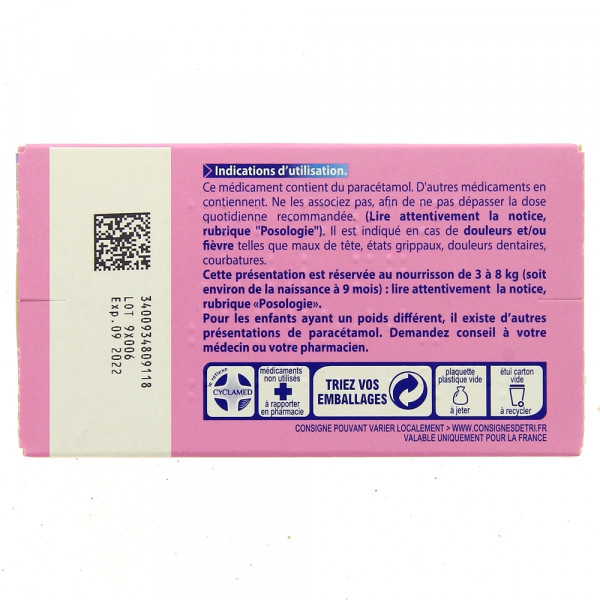 Indications d'utilisation.
Ce médicament contient du paracétamol. D'autres médicaments en
contiennent. Ne les associez pas, afin de ne pas dépasser la dose
quotidienne recommandée. (Lire attentivement la notice,
rubrique "Posologie"). Il est indiqué en cas de douleurs et/ou
fièvre telles que maux de tête, états grippaux, douleurs dentaires,
courbatures.
Cette présentation est réservée au nourrisson de 3 à 8 kg (soit
environ de la naissance à 9 mois) : lire attentivement la notice,
rubrique «Posologie».
Pour les enfants ayant un poids différent, il existe d'autres
présentations de paracétamol. Demandez conseil à votre
médecin ou votre pharmacien.
3400934809118
LOT 9X006
Exp. 09 2022
CYCLAMED
médicaments
non utilisés
à rapporter
en pharmacie
TRIEZ VOS
EMBALLAGES
plaquette
plastique vide
à jeter
étui carton
vide
à recycler
CONSIGNE POUVANT VARIER LOCALEMENT > WWW.CONSIGNESDETRI.FR
VALABLE UNIQUEMENT POUR LA FRANCE